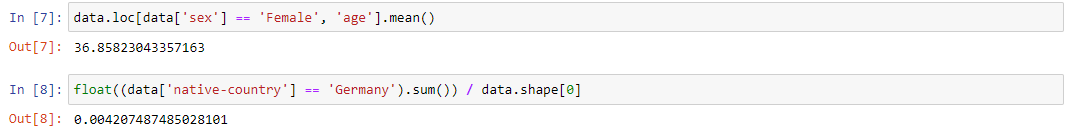 In [7]: data.loc[data['sex'] == 'Female', 'age'].mean()
Out[7]: 36.85823043357163
In [8]: float((data['native-country'] == 'Germany').sum()) / data.shape[0]
Out[8]: 0.004207487485028101